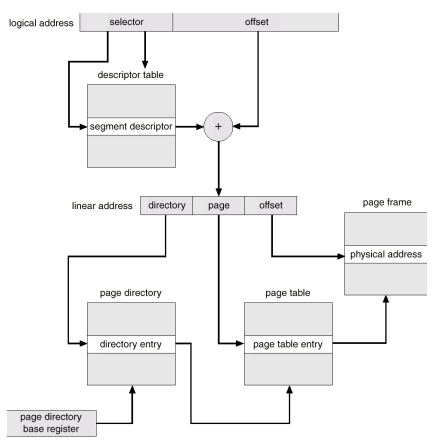 logical address
selector
offset
descriptor table
segment descriptor
+
linear address
directory
page
offset
page frame
physical address
page directory
page table
directory entry
page table entry
page directory
base register